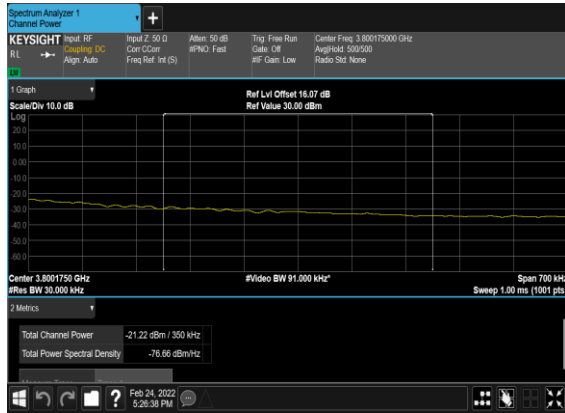 Spectrum Analyzer 1
Channel Power
+
KEYSIGHT Input: RF Input Z: 50 Ω Atten: 50 dB Trig: Free Run Center Freq: 3.800175000 GHz
RL Coupling: DC Corr CCorr #PNO: Fast Gate: Off Avg|Hold: 500/500
Align: Auto Freq Ref: Int (S) #IF Gain: Low Radio Std: None
1 Graph
Ref Lvl Offset 16.07 dB
Scale/Div 10.0 dB Ref Value 30.00 dBm
Log
20.0
10.0
0.00
-10.0
-20.0
-30.0
-40.0
-50.0
-60.0
Center 3.8001750 GHz #Video BW 91.000 kHz* Span 700 kHz
#Res BW 30.000 kHz Sweep 1.00 ms (1001 pts
2 Metrics
Total Channel Power -21.22 dBm / 350 kHz
Total Power Spectral Density -76.66 dBm/Hz
? Feb 24, 2022
5:26:38 PM